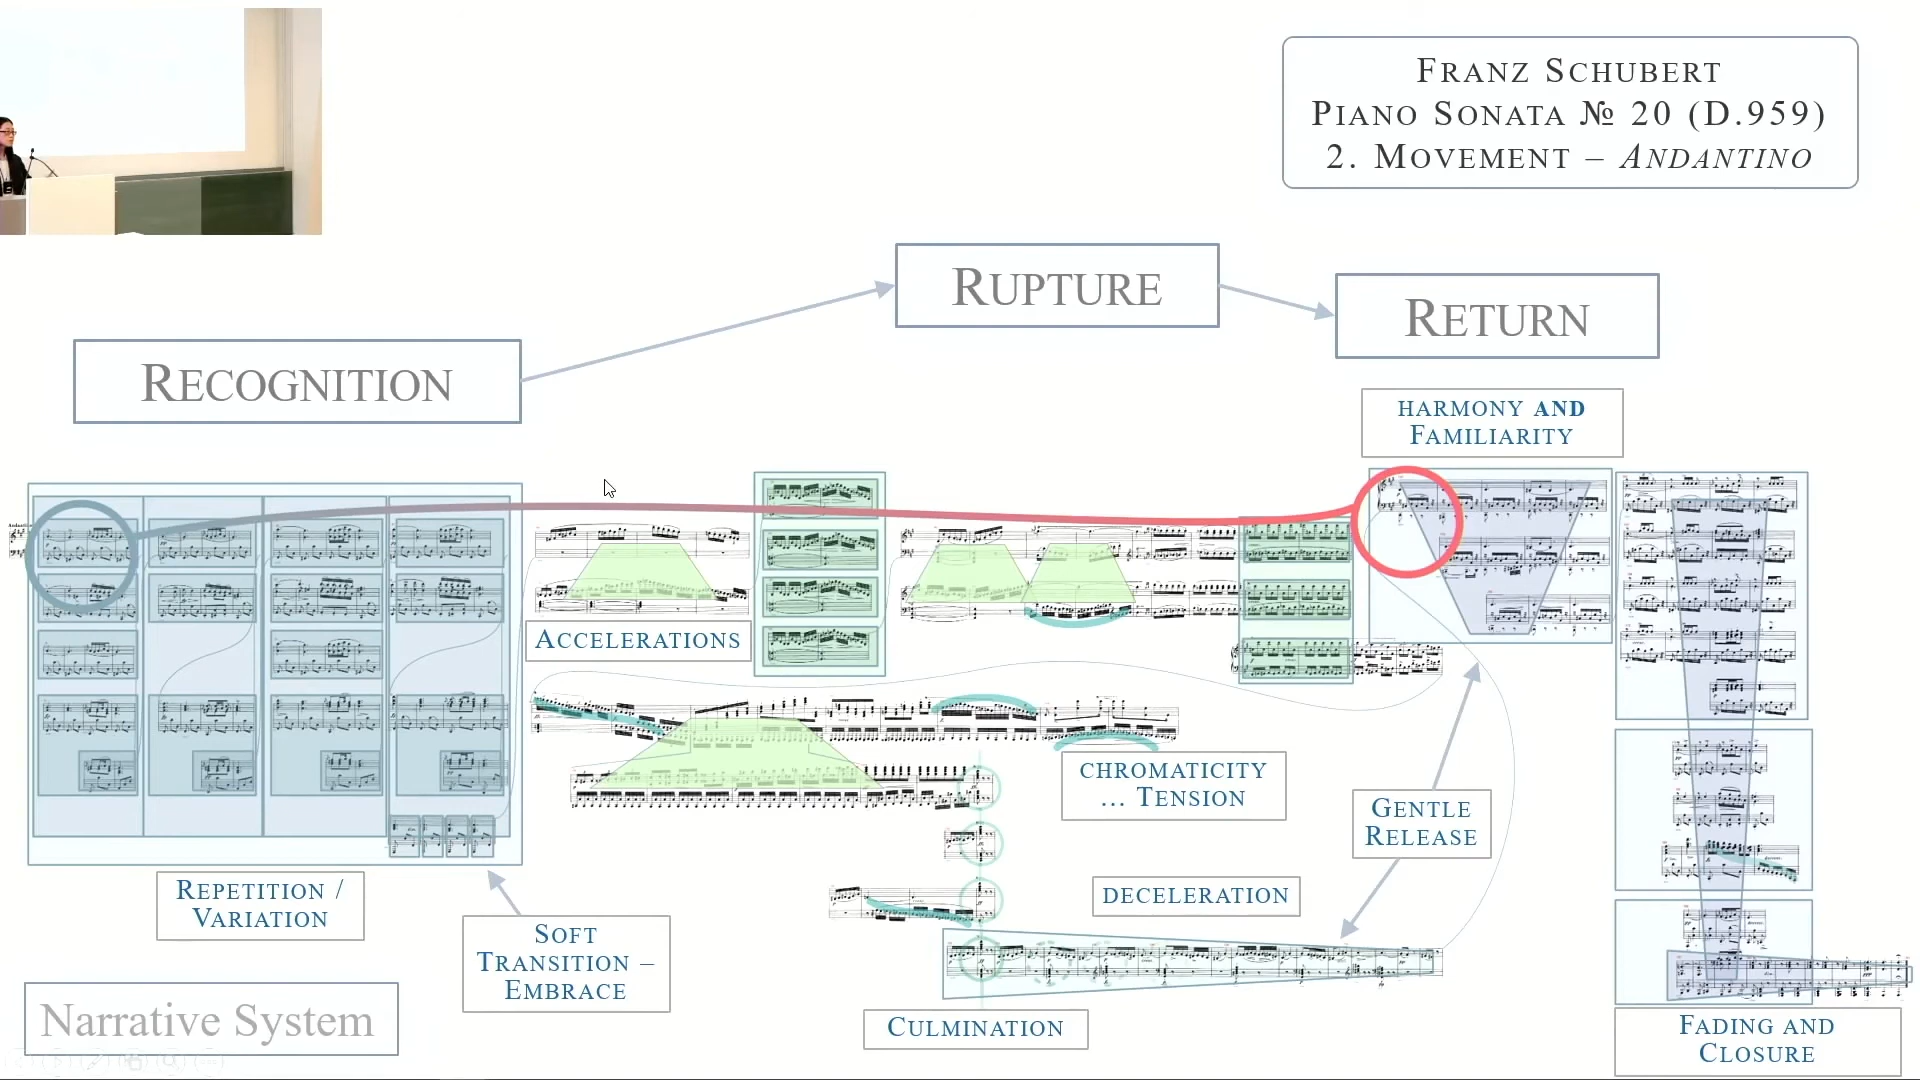 FRANZ SCHUBERT
PIANO SONATA № 20 (D.959)
2. MOVEMENT – ANDANTINO
RUPTURE
RETURN
RECOGNITION
HARMONY AND
FAMILIARITY
ACCELERATIONS
CHROMATICITY
... TENSION
GENTLE
RELEASE
REPETITION /
VARIATION
DECELERATION
SOFT
TRANSITION –
EMBRACE
Narrative System
CULMINATION
FADING AND
CLOSURE